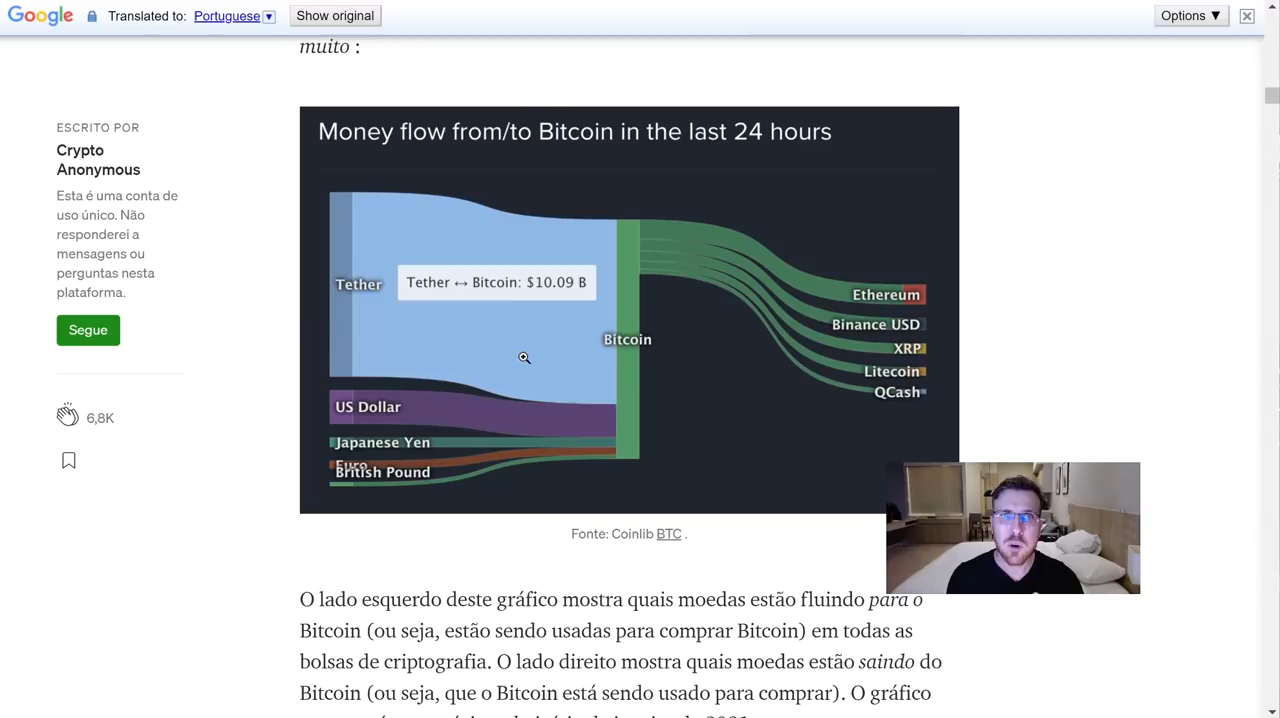 Google Translated to: Portuguese ▼ Show original Options ▼
muito :
ESCRITO POR
Crypto
Anonymous
Esta é uma conta de
uso único. Não
responderei a
mensagens ou
perguntas nesta
plataforma.
Segue
6,8K
Money flow from/to Bitcoin in the last 24 hours
Tether
Tether ↔ Bitcoin: $10.09 B
US Dollar
Japanese Yen
Euro
British Pound
Bitcoin
Ethereum
Binance USD
XRP
Litecoin
QCash
Fonte: Coinlib BTC .
O lado esquerdo deste gráfico mostra quais moedas estão fluindo para o
Bitcoin (ou seja, estão sendo usadas para comprar Bitcoin) em todas as
bolsas de criptografia. O lado direito mostra quais moedas estão saindo do
Bitcoin (ou seja, que o Bitcoin está sendo usado para comprar). O gráfico